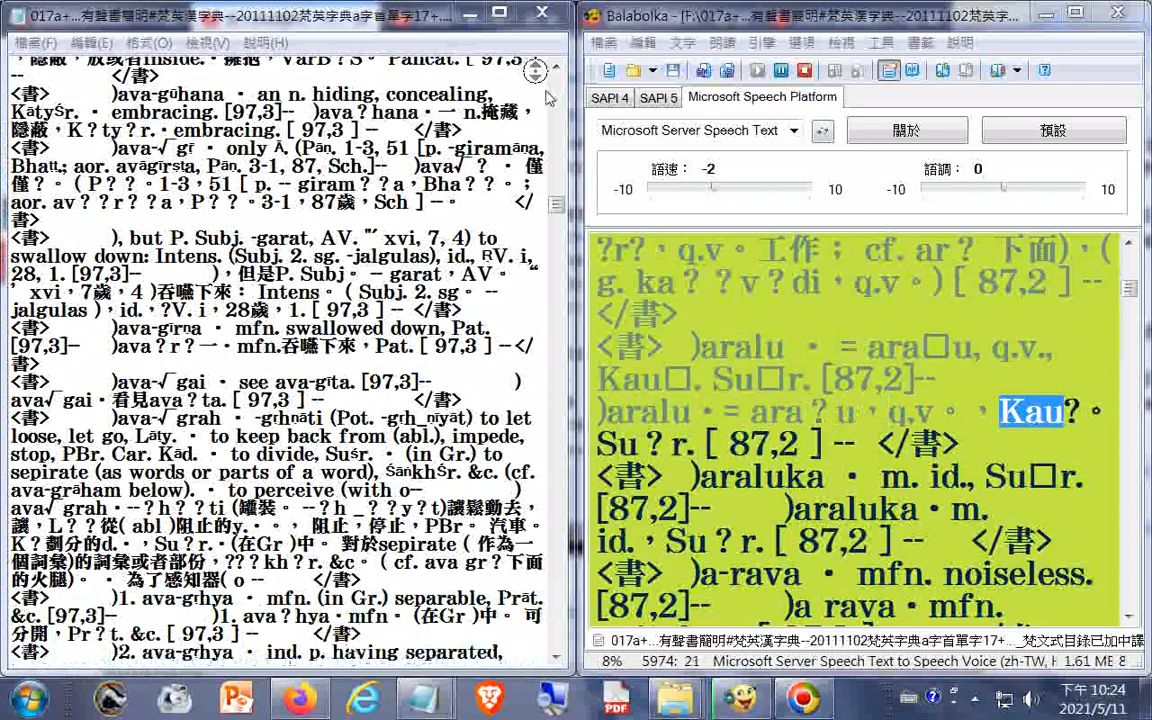 017a+...有聲書簡明#梵英漢字典--20111102梵英字典a字首單字17+...
檔案(F) 編輯(E) 格式(O) 檢視(V) 說明(H)
，隱蔽，放或者inside.・擁抱，VarB？S。Pancat. [ 97,3
-- </書>
<書> )ava-gūhana ・ an n. hiding, concealing,
KātyŚr. ・ embracing. [97,3]-- )ava？hana・一 n.掩藏，
隱蔽，K？ty？r.・embracing. [ 97,3 ] -- </書>
<書> )ava-√gṝ ・ only Ā. (Pāṇ. 1-3, 51 [p. -giramāṇa,
Bhaṭṭ.; aor. avāgīrṣṭa, Pāṇ. 3-1, 87, Sch.]-- )ava√？・僅
僅？。( P？？。1-3，51 [ p. -- giram？？a，Bha？？。；
aor. av？？r？？a，P？？。3-1，87歲，Sch ] -- 。 </
書>
<書> ), but P. Subj. -garat, AV. "′ xvi, 7, 4) to
swallow down: Intens. (Subj. 2. sg. -jalgulas), id., ṚV. i,
28, 1. [97,3]-- )，但是P. Subj。-- garat，AV。 “
′ xvi，7歲，4 )吞嚥下來： Intens。( Subj. 2. sg。 --
jalgulas )，id.，?V. i，28歲，1. [ 97,3 ] -- </書>
<書> )ava-gīrṇa ・ mfn. swallowed down, Pat.
[97,3]-- )ava？r？一・mfn.吞嚥下來，Pat. [ 97,3 ] --</
書>
<書> )ava-√gai ・ see ava-gīta. [97,3]-- )
ava√gai・看見ava？ta. [ 97,3 ] -- </書>
<書> )ava-√grah ・ -gṛhṇāti (Pot. -gṛh_ṇīyāt) to let
loose, let go, Lāṭy. ・ to keep back from (abl.), impede,
stop, PBr. Car. Kād. ・ to divide, Suśr. ・ (in Gr.) to
sepirate (as words or parts of a word), ŚāṅkhŚr. &c. (cf.
ava-grāham below). ・ to perceive (with o-- )
ava√grah・--？h？？ti (罐裝。 --？h _？？y？t)讓鬆動去，
讓，L？？從( abl )阻止的y.・。， 阻止，停止，PBr。 汽車。
K？劃分的d.・，Su？r.・(在Gr )中。 對於sepirate ( 作為一
個詞彙)的詞彙或者部份，???kh？r. &c。( cf. ava gr？下面
的火腿)。 ・ 為了感知器( o -- </書>
<書> )1. ava-gṛhya ・ mfn. (in Gr.) separable, Prāt.
&c. [97,3]-- )1. ava？hya・mfn・ (在Gr )中。 可
分開，Pr？t. &c. [ 97,3 ] -- </書>
<書> )2. ava-gṛhya ・ ind. p. having separated,
Balabolka - [F:\017a+...有聲書簡明#梵英漢字典--20111102梵英字...
檔案 編輯 文字 朗讀 引擎 選項 檢視 工具 書籤 說明
SAPI 4 SAPI 5 Microsoft Speech Platform
Microsoft Server Speech Text 關於 預設
語速： -2 語調： 0
-10 10 -10 10
?r?，q.v。工作； cf. ar？ 下面)，(
g. ka？？v？di，q.v。) [ 87,2 ] --
</書>
<書> )aralu ・ = ara□u, q.v.,
Kau□. Su□r. [87,2]--
)aralu・= ara？u，q.v。，Kau?。
Su？r. [ 87,2 ] -- </書>
<書> )araluka ・ m. id., Su□r.
[87,2]-- )araluka・m.
id.，Su？r. [ 87,2 ] -- </書>
<書> )a-rava ・ mfn. noiseless.
[87,2]-- )a rava・mfn.
017a+...有聲書簡明#梵英漢字典--20111102梵英字典a字首單字17+..._梵文式目錄已加中譯
8% 5974: 21 Microsoft Server Speech Text to Speech Voice (zh-TW, H 1.61 MB 8
PDF
下午 10:24
2021/5/11